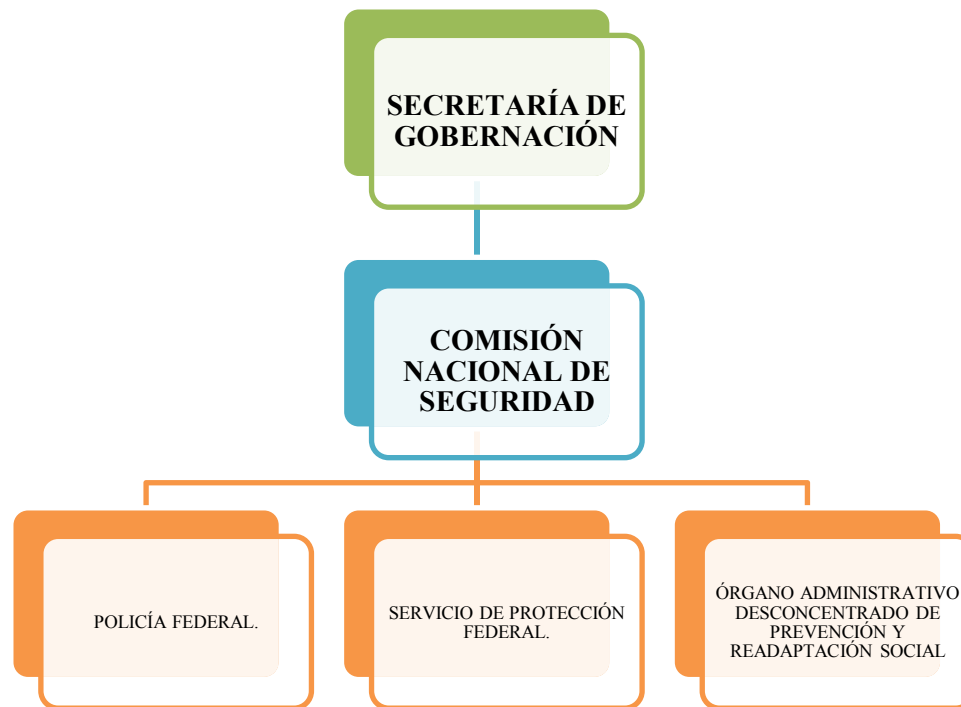 SECRETARÍA DE
GOBERNACIÓN
COMISIÓN
NACIONAL DE
SEGURIDAD
POLICÍA FEDERAL.
SERVICIO DE PROTECCIÓN
FEDERAL.
ÓRGANO ADMINISTRATIVO
DESCONCENTRADO DE
PREVENCIÓN Y
READAPTACIÓN SOCIAL